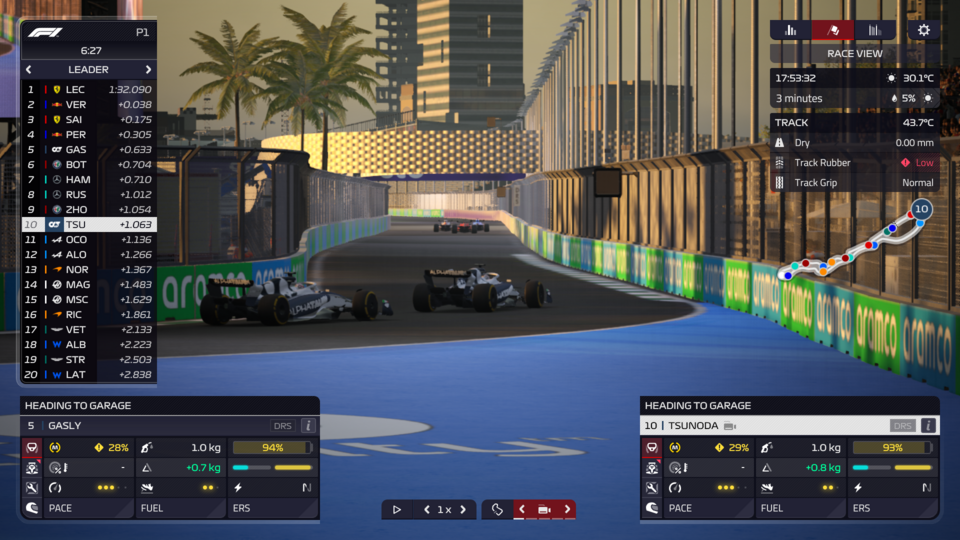 F1 P1
6:27
LEADER
1 LEC 1:32.090
2 VER +0.038
3 SAI +0.175
4 PER +0.305
5 GAS +0.633
6 BOT +0.704
7 HAM +0.710
8 RUS +1.012
9 ZHO +1.054
10 TSU +1.063
11 OCO +1.136
12 ALO +1.266
13 NOR +1.367
14 MAG +1.483
15 MSC +1.629
16 RIC +1.861
17 VET +2.133
18 ALB +2.223
19 STR +2.503
20 LAT +2.838
RACE VIEW
17:53:32 30.1°C
3 minutes 5%
TRACK 43.7°C
Dry 0.00 mm
Track Rubber Low
Track Grip Normal
10
aramco
aramco
aramco
aramco
aramco
ALPHATAURI
HEADING TO GARAGE
5 GASLY DRS i
M 28% 1.0 kg 94%
- +0.7 kg
N
PACE FUEL ERS
1x
HEADING TO GARAGE
10 TSUNODA DRS i
M 29% 1.0 kg 93%
- +0.8 kg
N
PACE FUEL ERS